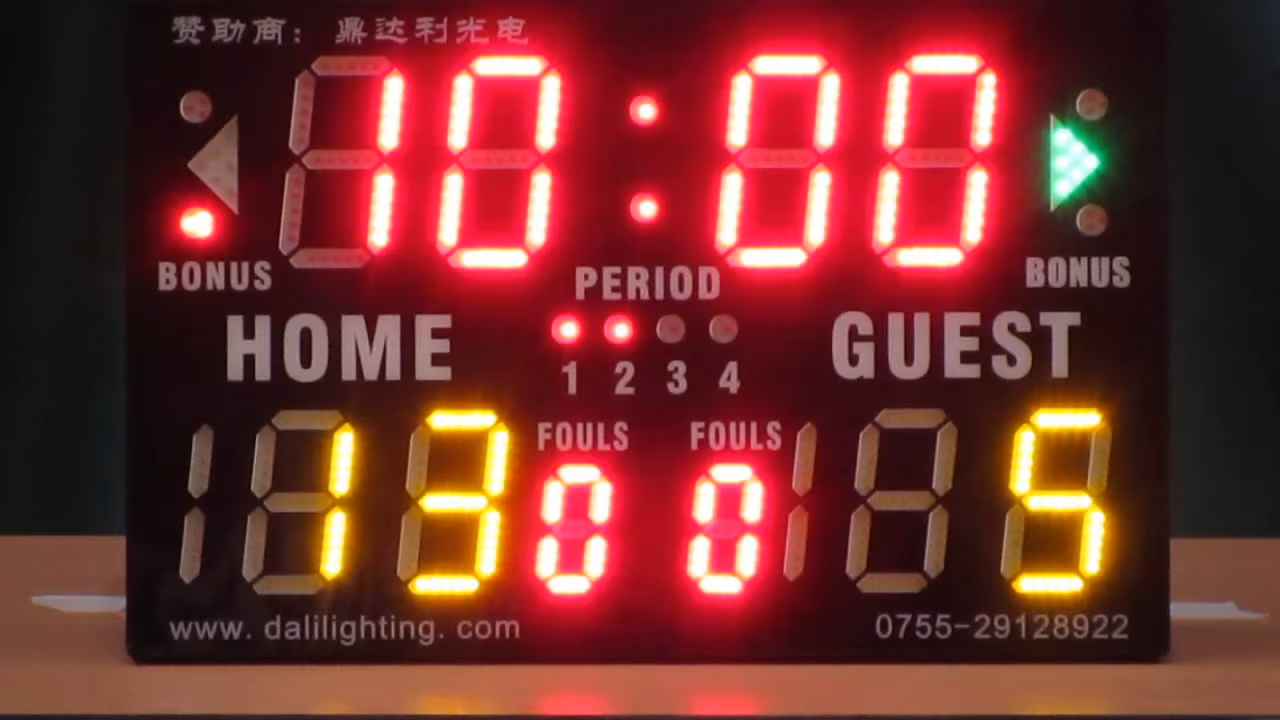 赞助商：鼎达利光电
10:00
BONUS
PERIOD
BONUS
HOME
1 2 3 4
GUEST
FOULS
FOULS
13
0
0
5
www.dalilighting.com
0755-29128922